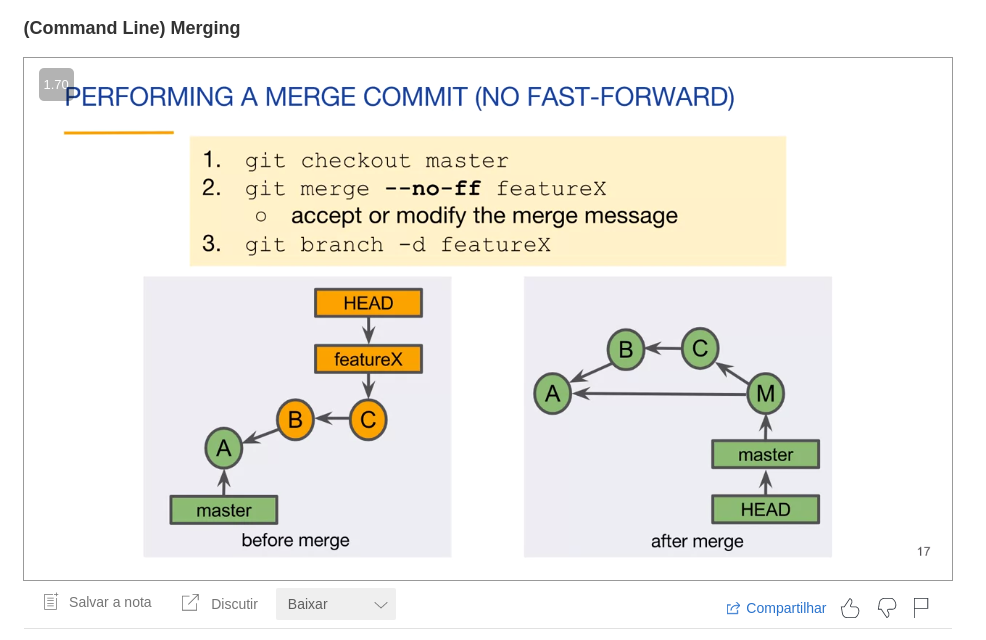 (Command Line) Merging
1.70
PERFORMING A MERGE COMMIT (NO FAST-FORWARD)
1. git checkout master
2. git merge --no-ff featureX
○ accept or modify the merge message
3. git branch -d featureX
HEAD
featureX
B
C
A
master
before merge
B
C
A
M
master
HEAD
after merge
17
Salvar a nota
Discutir
Baixar
Compartilhar